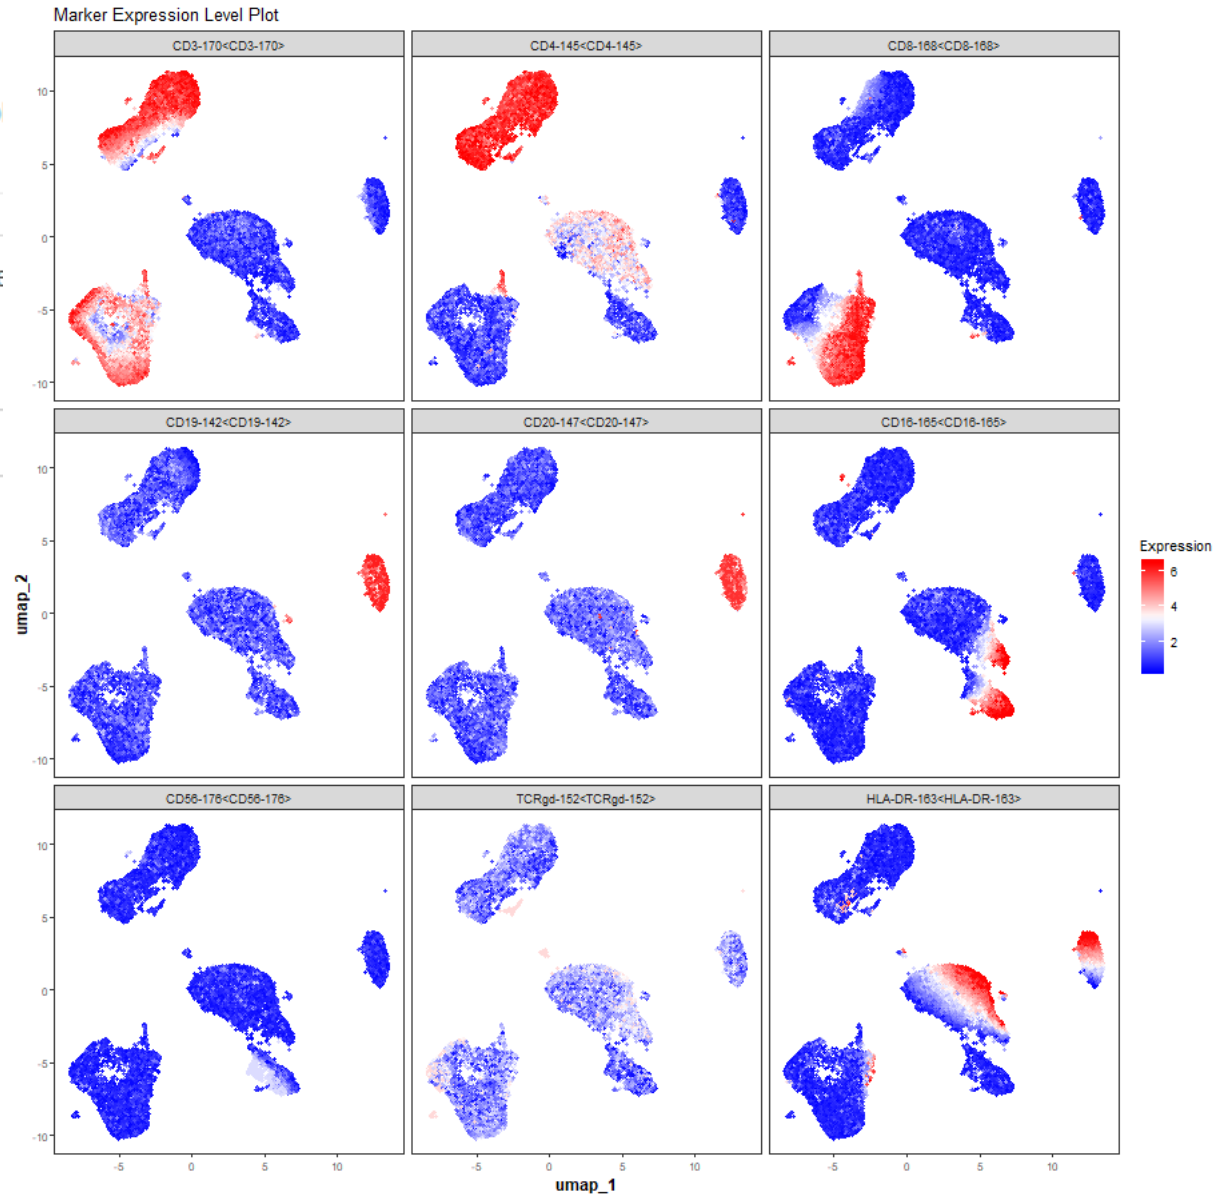 Marker Expression Level Plot
CD3-170<CD3-170>
CD4-145<CD4-145>
CD8-168<CD8-168>
10
5
0
-5
-10
CD19-142<CD19-142>
CD20-147<CD20-147>
CD16-165<CD16-165>
10
5
0
-5
-10
umap_2
Expression
6
4
2
CD56-176<CD56-176>
TCRgd-152<TCRgd-152>
HLA-DR-163<HLA-DR-163>
10
5
0
-5
-10
-5 0 5 10
-5 0 5 10
-5 0 5 10
umap_1